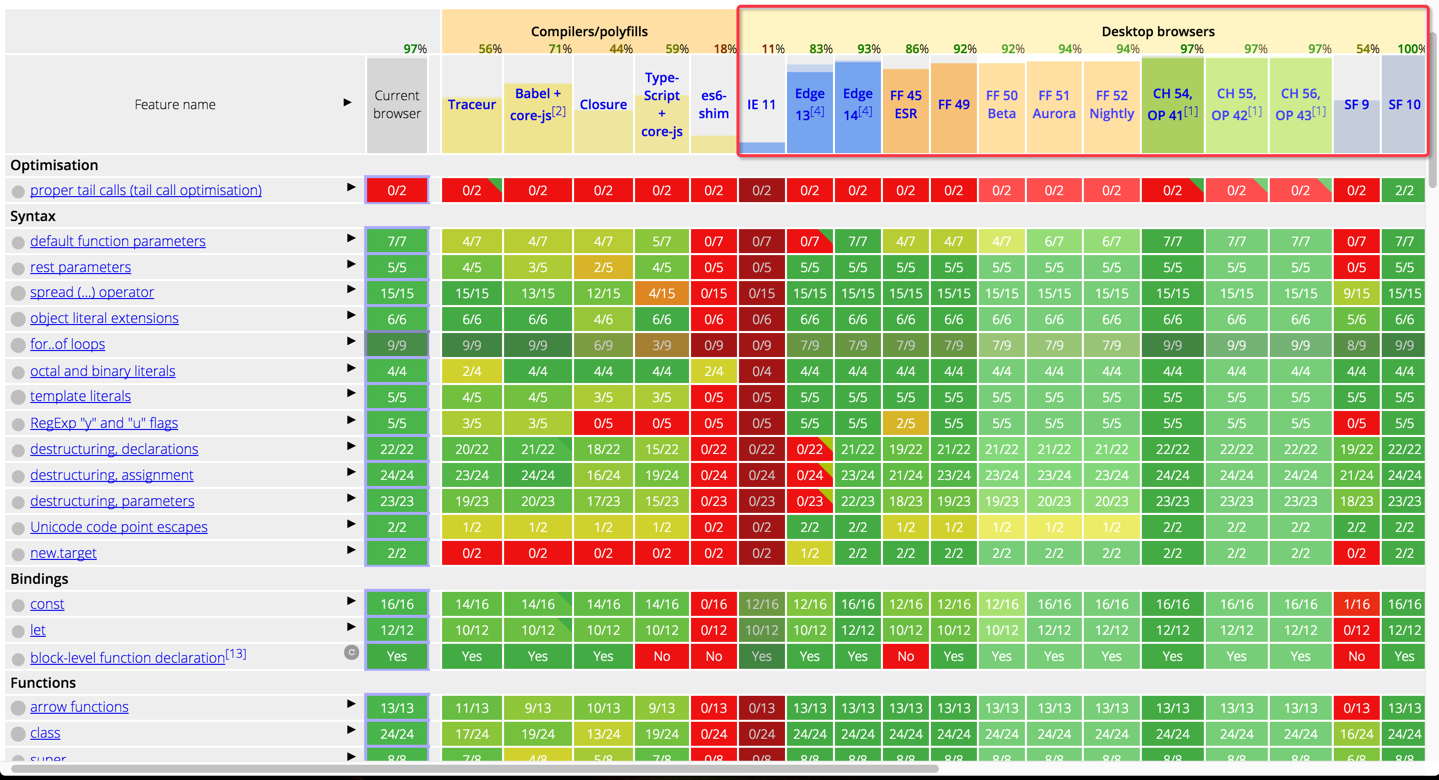 Compilers/polyfills Desktop browsers
97% 56% 71% 44% 59% 18% 11% 83% 93% 86% 92% 92% 94% 94% 97% 97% 97% 54% 100%
Feature name ► Current browser Traceur Babel + core-js[2] Closure Type-Script + core-js es6-shim IE 11 Edge 13[4] Edge 14[4] FF 45 ESR FF 49 FF 50 Beta FF 51 Aurora FF 52 Nightly CH 54, OP 41[1] CH 55, OP 42[1] CH 56, OP 43[1] SF 9 SF 10
Optimisation
proper tail calls (tail call optimisation) ► 0/2 0/2 0/2 0/2 0/2 0/2 0/2 0/2 0/2 0/2 0/2 0/2 0/2 0/2 0/2 0/2 0/2 0/2 2/2
Syntax
default function parameters ► 7/7 4/7 4/7 4/7 5/7 0/7 0/7 0/7 7/7 4/7 4/7 4/7 6/7 6/7 7/7 7/7 7/7 0/7 7/7
rest parameters ► 5/5 4/5 3/5 2/5 4/5 0/5 0/5 5/5 5/5 5/5 5/5 5/5 5/5 5/5 5/5 5/5 5/5 0/5 5/5
spread (...) operator ► 15/15 15/15 13/15 12/15 4/15 0/15 0/15 15/15 15/15 15/15 15/15 15/15 15/15 15/15 15/15 15/15 15/15 9/15 15/15
object literal extensions ► 6/6 6/6 6/6 4/6 6/6 0/6 0/6 6/6 6/6 6/6 6/6 6/6 6/6 6/6 6/6 6/6 6/6 5/6 6/6
for..of loops ► 9/9 9/9 9/9 6/9 3/9 0/9 0/9 7/9 7/9 7/9 7/9 7/9 7/9 7/9 9/9 9/9 9/9 8/9 9/9
octal and binary literals ► 4/4 2/4 4/4 4/4 4/4 2/4 0/4 4/4 4/4 4/4 4/4 4/4 4/4 4/4 4/4 4/4 4/4 4/4 4/4
template literals ► 5/5 4/5 4/5 3/5 3/5 0/5 0/5 5/5 5/5 5/5 5/5 5/5 5/5 5/5 5/5 5/5 5/5 5/5 5/5
RegExp "y" and "u" flags ► 5/5 3/5 3/5 0/5 0/5 0/5 0/5 5/5 5/5 2/5 5/5 5/5 5/5 5/5 5/5 5/5 5/5 0/5 5/5
destructuring, declarations ► 22/22 20/22 21/22 18/22 15/22 0/22 0/22 0/22 21/22 19/22 21/22 21/22 21/22 21/22 22/22 22/22 22/22 19/22 22/22
destructuring, assignment ► 24/24 23/24 24/24 16/24 19/24 0/24 0/24 0/24 23/24 21/24 23/24 23/24 23/24 23/24 24/24 24/24 24/24 21/24 24/24
destructuring, parameters ► 23/23 19/23 20/23 17/23 15/23 0/23 0/23 0/23 22/23 18/23 19/23 19/23 20/23 20/23 23/23 23/23 23/23 18/23 23/23
Unicode code point escapes ► 2/2 1/2 1/2 1/2 1/2 0/2 0/2 2/2 2/2 1/2 1/2 1/2 1/2 1/2 2/2 2/2 2/2 2/2 2/2
new.target ► 2/2 0/2 0/2 0/2 0/2 0/2 0/2 1/2 2/2 2/2 2/2 2/2 2/2 2/2 2/2 2/2 2/2 0/2 2/2
Bindings
const ► 16/16 14/16 14/16 14/16 14/16 0/16 12/16 12/16 16/16 12/16 12/16 12/16 16/16 16/16 16/16 16/16 16/16 1/16 16/16
let ► 12/12 10/12 10/12 10/12 10/12 0/12 10/12 10/12 12/12 10/12 10/12 10/12 12/12 12/12 12/12 12/12 12/12 0/12 12/12
block-level function declaration[13] C Yes Yes Yes Yes No No Yes Yes Yes No Yes Yes Yes Yes Yes Yes Yes No Yes
Functions
arrow functions ► 13/13 11/13 9/13 10/13 9/13 0/13 0/13 13/13 13/13 13/13 13/13 13/13 13/13 13/13 13/13 13/13 13/13 0/13 13/13
class ► 24/24 17/24 19/24 13/24 19/24 0/24 0/24 24/24 24/24 24/24 24/24 24/24 24/24 24/24 24/24 24/24 24/24 16/24 24/24
super ► 8/8 7/8 4/8 5/8 7/8 0/8 0/8 8/8 8/8 8/8 8/8 8/8 8/8 8/8 8/8 8/8 8/8 6/8 8/8